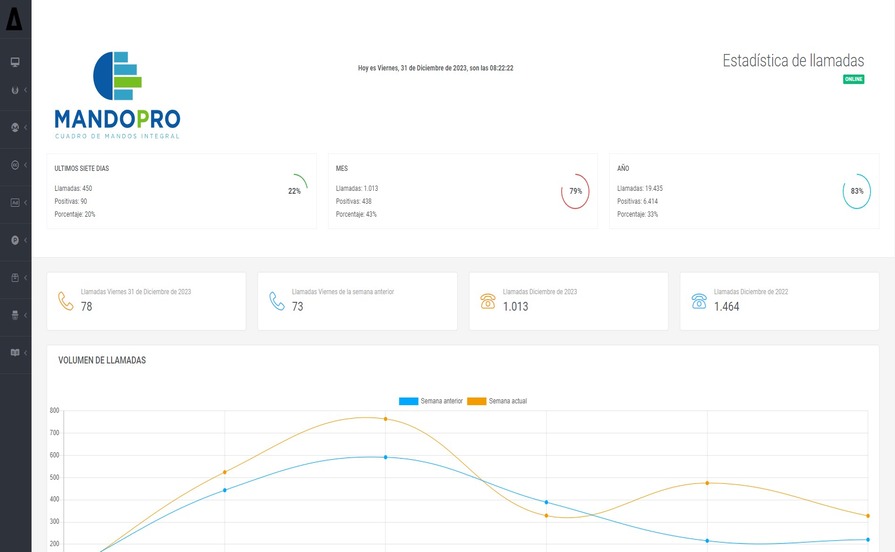 Hoy es Viernes, 31 de Diciembre de 2023, son las 08:22:22
Estadística de llamadas
ONLINE
MANDOPRO
CUADRO DE MANDOS INTEGRAL
ULTIMOS SIETE DIAS
Llamadas: 450
Positivas: 90
Porcentaje: 20%
22%
MES
Llamadas: 1.013
Positivas: 438
Porcentaje: 43%
79%
AÑO
Llamadas: 19.435
Positivas: 6.414
Porcentaje: 33%
83%
Llamadas Viernes 31 de Diciembre de 2023
78
Llamadas Viernes de la semana anterior
73
Llamadas Diciembre de 2023
1.013
Llamadas Diciembre de 2022
1.464
VOLUMEN DE LLAMADAS
Semana anterior Semana actual
800
700
600
500
400
300
200